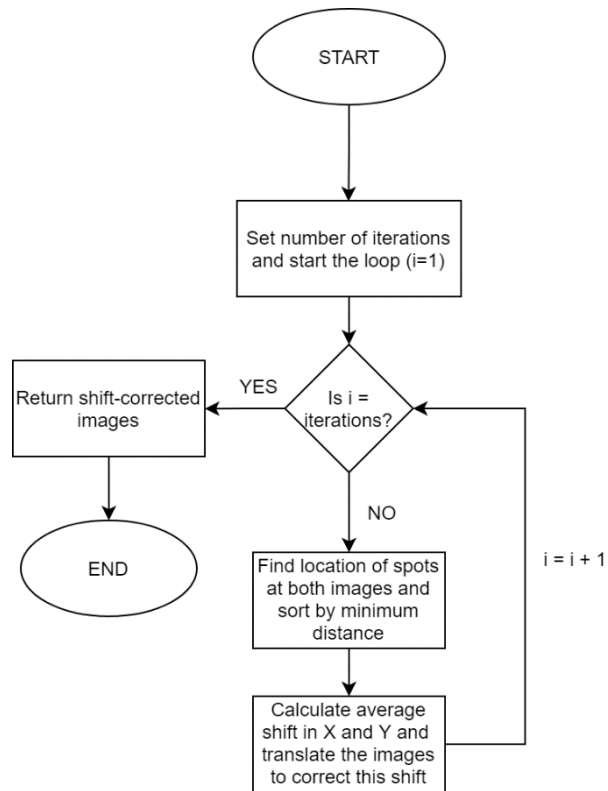 START
Set number of iterations
and start the loop (i=1)
Is i =
iterations?
YES
Return shift-corrected
images
END
NO
Find location of spots
at both images and
sort by minimum
distance
Calculate average
shift in X and Y and
translate the images
to correct this shift
i = i + 1